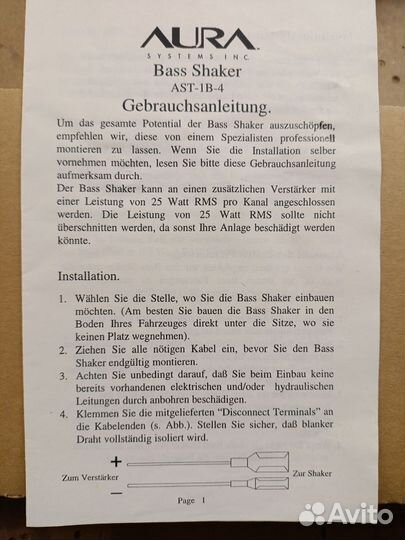 AURA
SYSTEMS INC.
Bass Shaker
AST-1B-4
Gebrauchsanleitung.
Um das gesamte Potential der Bass Shaker auszuschöpfen,
empfehlen wir, diese von einem Spezialisten professionell
montieren zu lassen. Wenn Sie die Installation selber
vornehmen möchten, lesen Sie bitte diese Gebrauchsanleitung
aufmerksam durch.
Der Bass Shaker kann an einen zusätzlichen Verstärker mit
einer Leistung von 25 Watt RMS pro Kanal angeschlossen
werden. Die Leistung von 25 Watt RMS sollte nicht
überschritten werden, da sonst Ihre Anlage beschädigt werden
könnte.
Installation.
1. Wählen Sie die Stelle, wo Sie die Bass Shaker einbauen
möchten. (Am besten Sie bauen die Bass Shaker in den
Boden Ihres Fahrzeuges direkt unter die Sitze, wo sie
keinen Platz wegnehmen).
2. Ziehen Sie alle nötigen Kabel ein, bevor Sie den Bass
Shaker endgültig montieren.
3. Achten Sie unbedingt darauf, daß Sie beim Einbau keine
bereits vorhandenen elektrischen und/oder hydraulischen
Leitungen durch anbohren beschädigen.
4. Klemmen Sie die mitgelieferten "Disconnect Terminals" an
die Kabelenden (s. Abb.). Stellen Sie sicher, daß blanker
Draht vollständig isoliert wird.
+
Zum Verstärker Zur Shaker
–
Page 1
Avito